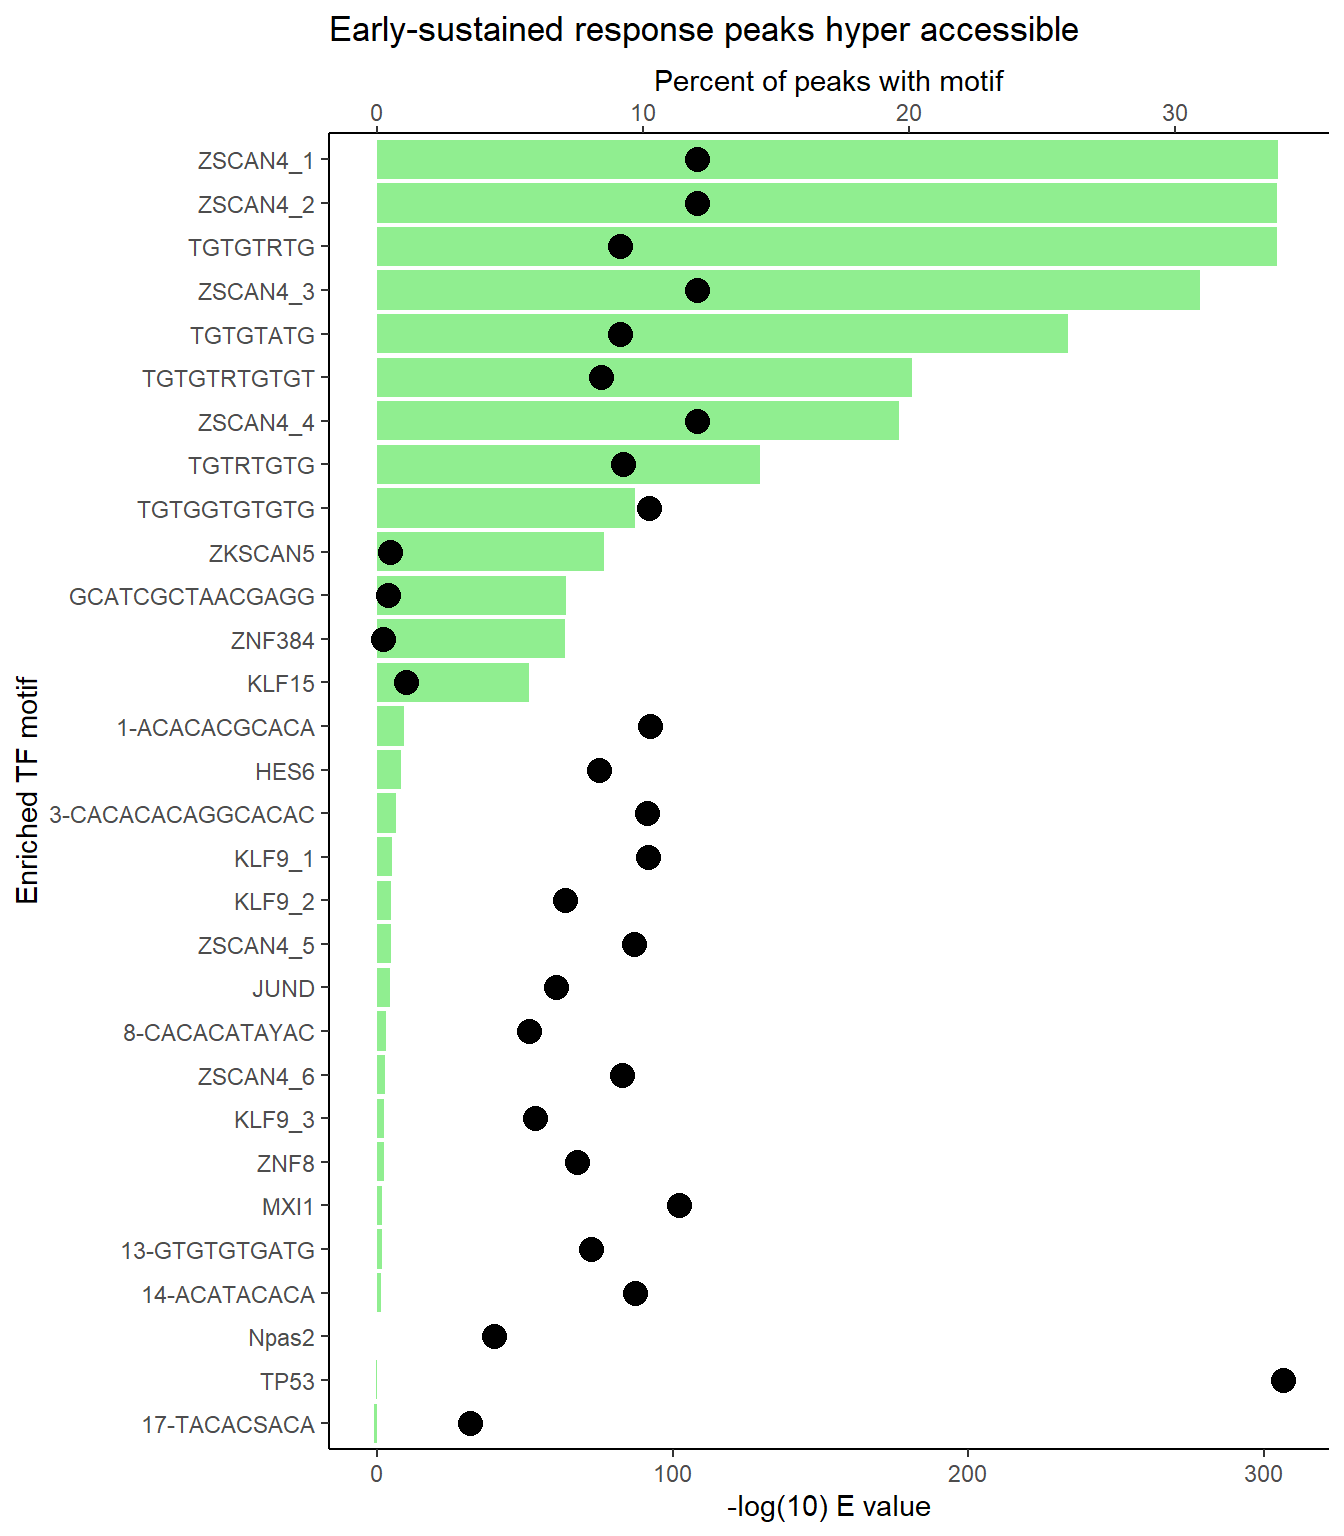 Early-sustained response peaks hyper accessible
Percent of peaks with motif
0 10 20 30
ZSCAN4_1
ZSCAN4_2
TGTGTRTG
ZSCAN4_3
TGTGTATG
TGTGTRTGTGT
ZSCAN4_4
TGTRTGTG
TGTGGTGTGTG
ZKSCAN5
GCATCGCTAACGAGG
ZNF384
KLF15
1-ACACACGCACA
HES6
3-CACACACAGGCACAC
KLF9_1
KLF9_2
ZSCAN4_5
JUND
8-CACACATAYAC
ZSCAN4_6
KLF9_3
ZNF8
MXI1
13-GTGTGTGATG
14-ACATACACA
Npas2
TP53
17-TACACSACA
Enriched TF motif
0 100 200 300
-log(10) E value